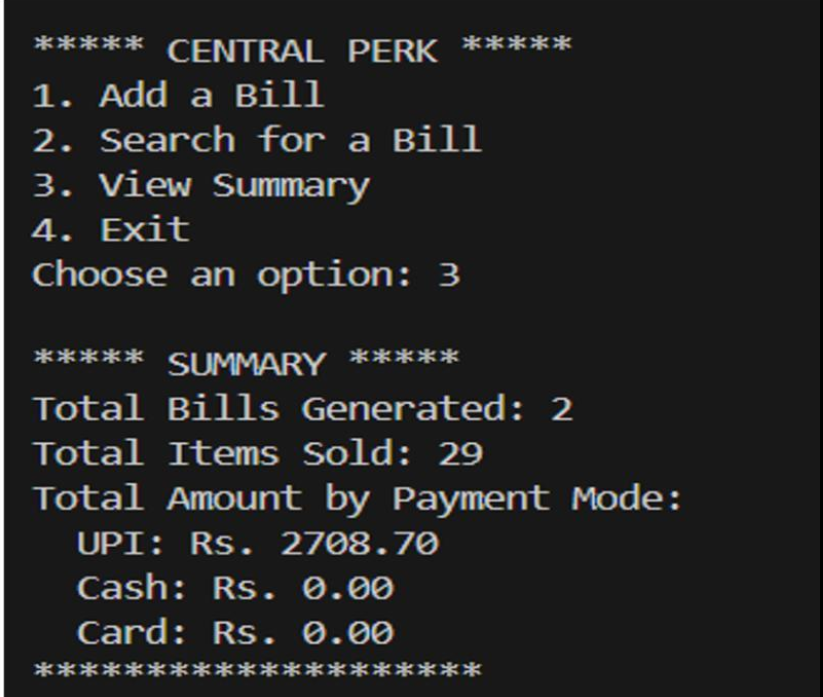 ***** CENTRAL PERK *****
1. Add a Bill
2. Search for a Bill
3. View Summary
4. Exit
Choose an option: 3
***** SUMMARY *****
Total Bills Generated: 2
Total Items Sold: 29
Total Amount by Payment Mode:
UPI: Rs. 2708.70
Cash: Rs. 0.00
Card: Rs. 0.00
********************